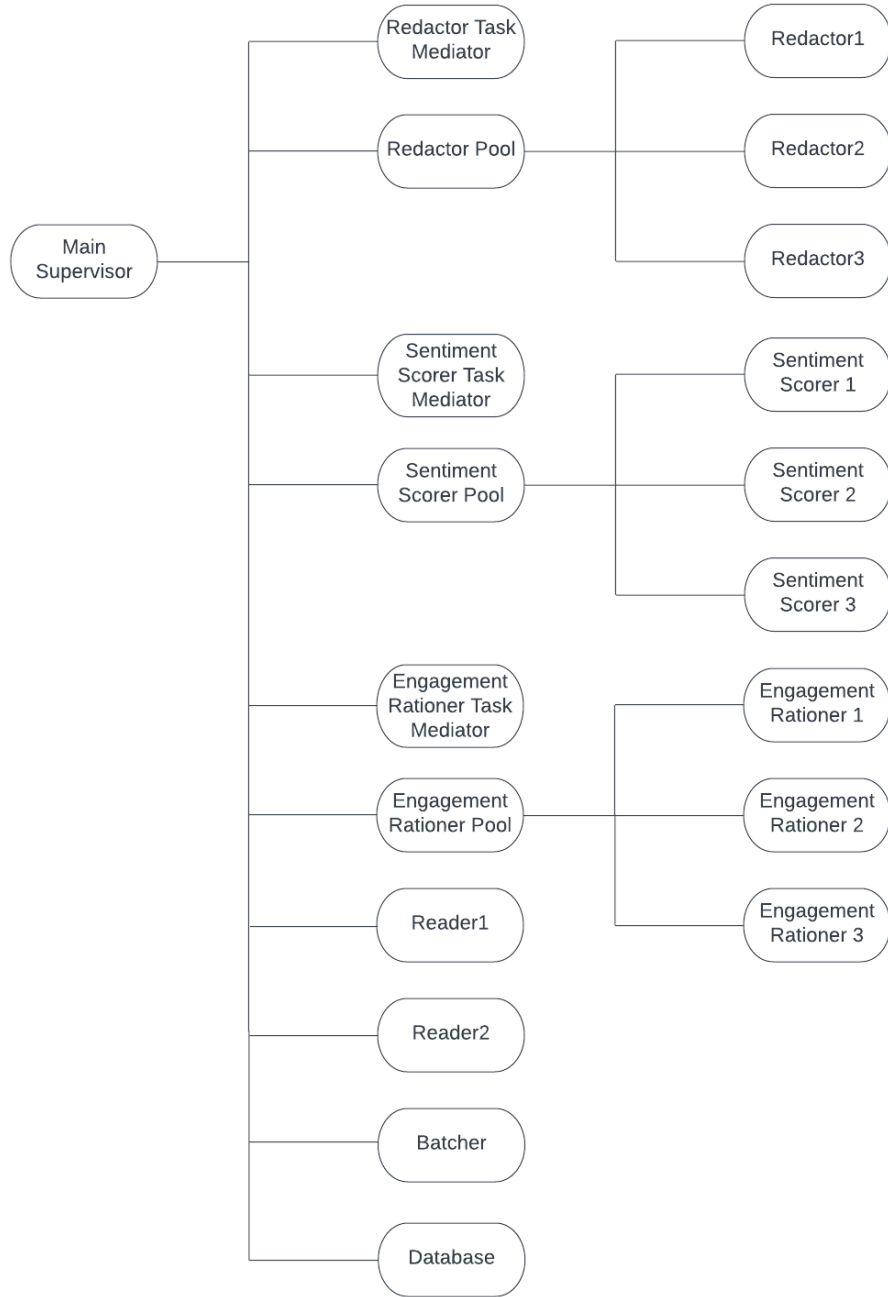 Main
Supervisor
Redactor Task
Mediator
Redactor Pool
Redactor1
Redactor2
Redactor3
Sentiment
Scorer Task
Mediator
Sentiment
Scorer Pool
Sentiment
Scorer 1
Sentiment
Scorer 2
Sentiment
Scorer 3
Engagement
Rationer Task
Mediator
Engagement
Rationer Pool
Engagement
Rationer 1
Engagement
Rationer 2
Engagement
Rationer 3
Reader1
Reader2
Batcher
Database